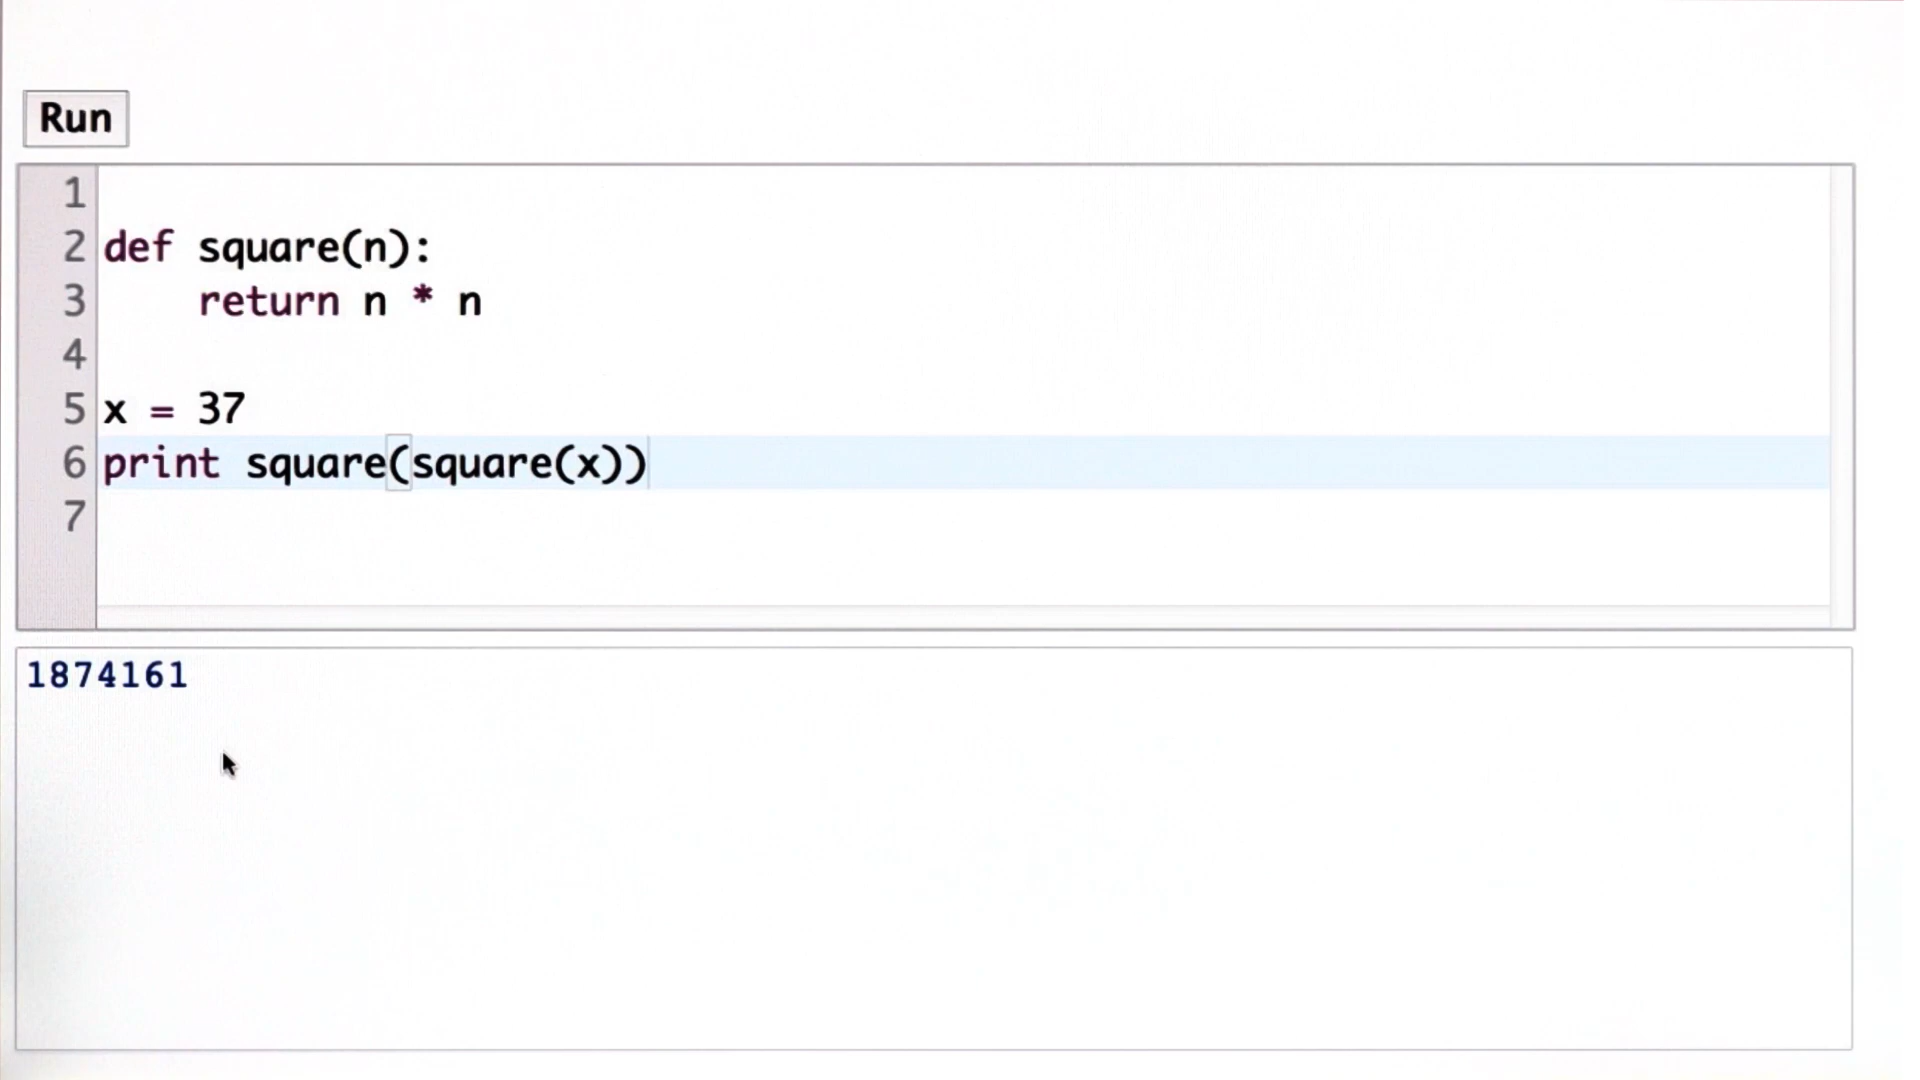 Run
1
2 def square(n):
3     return n * n
4
5 x = 37
6 print square(square(x))
7
1874161